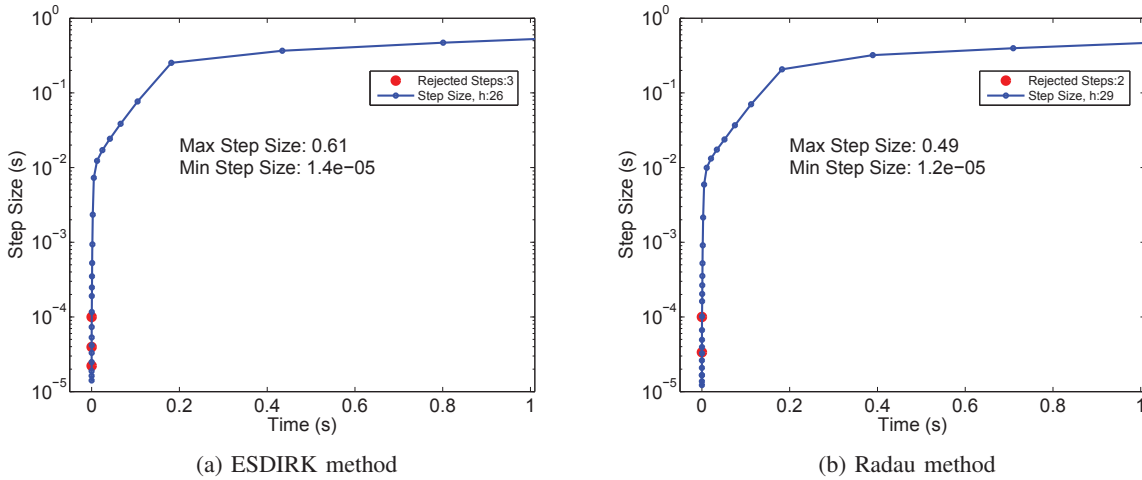 10^0
10^−1
10^−2
10^−3
10^−4
10^−5
Step Size (s)
0 0.2 0.4 0.6 0.8 1
Time (s)
Rejected Steps:3
Step Size, h:26
Max Step Size: 0.61
Min Step Size: 1.4e−05
(a) ESDIRK method
10^0
10^−1
10^−2
10^−3
10^−4
10^−5
Step Size (s)
0 0.2 0.4 0.6 0.8 1
Time (s)
Rejected Steps:2
Step Size, h:29
Max Step Size: 0.49
Min Step Size: 1.2e−05
(b) Radau method